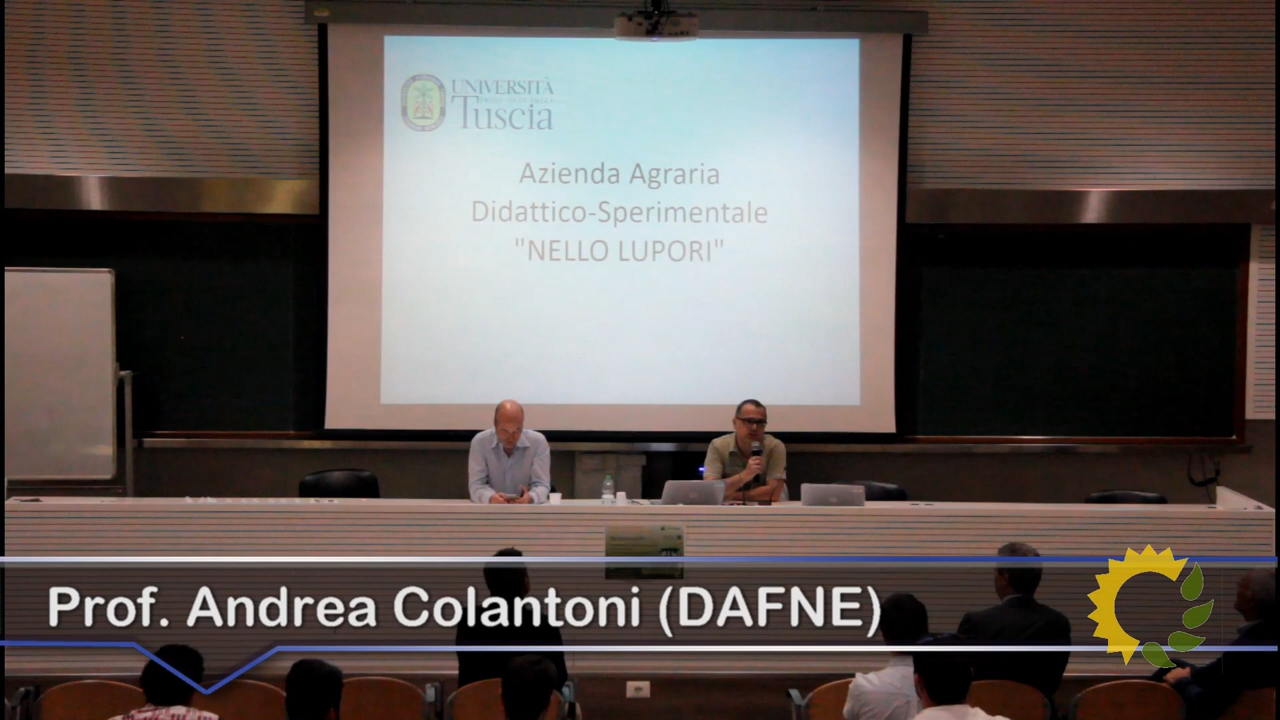 UNIVERSITÀ
Tuscia
Azienda Agraria
Didattico-Sperimentale
"NELLO LUPORI"
Prof. Andrea Colantoni (DAFNE)